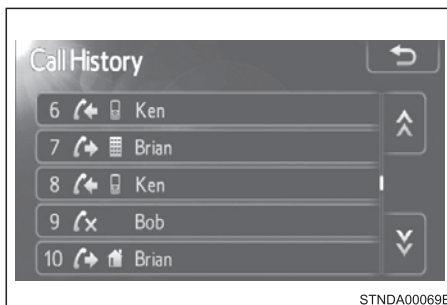 Call History
6 Ken
7 Brian
8 Ken
9 Bob
10 Brian
STNDA00069E